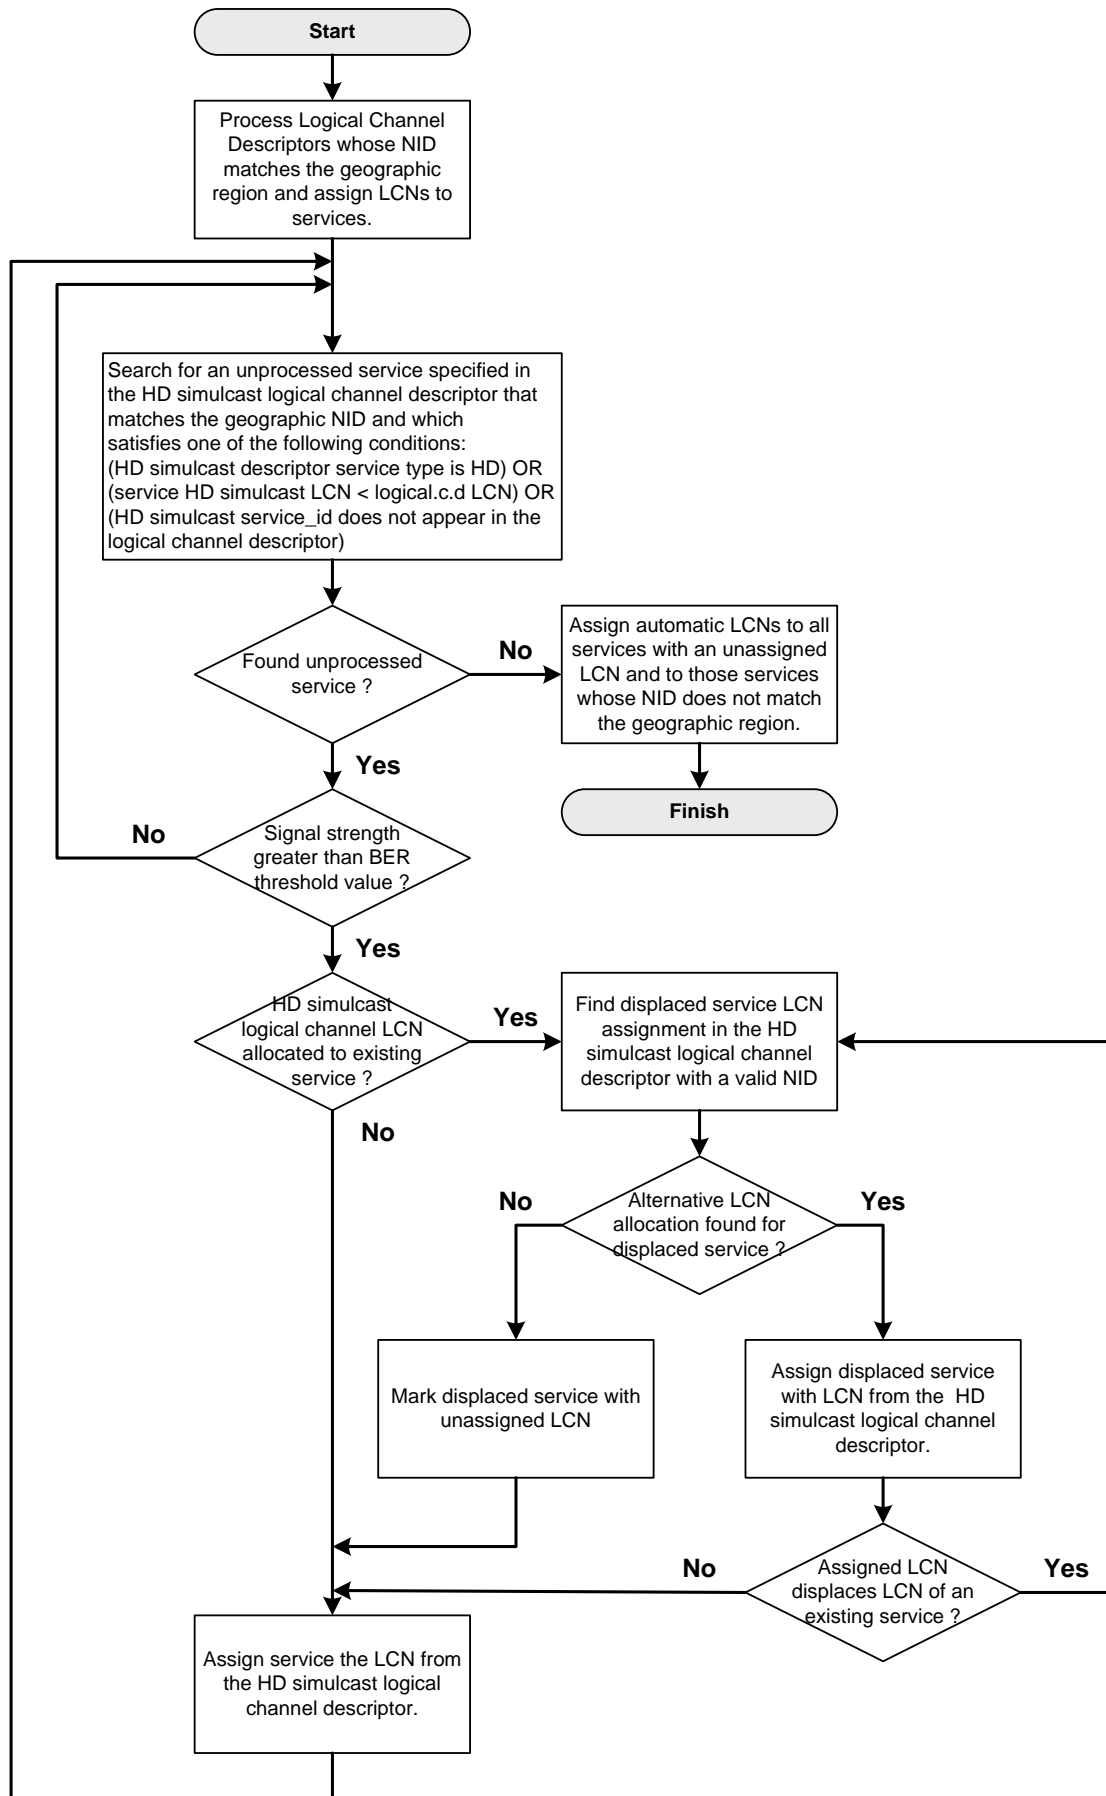 Start
Process Logical Channel
Descriptors whose NID
matches the geographic
region and assign LCNs to
services.
Search for an unprocessed service specified in
the HD simulcast logical channel descriptor that
matches the geographic NID and which
satisfies one of the following conditions:
(HD simulcast descriptor service type is HD) OR
(service HD simulcast LCN < logical.c.d LCN) OR
(HD simulcast service_id does not appear in the
logical channel descriptor)
Found unprocessed
service ?
No
Assign automatic LCNs to all
services with an unassigned
LCN and to those services
whose NID does not match
the geographic region.
Yes
Finish
No
Signal strength
greater than BER
threshold value ?
Yes
HD simulcast
logical channel LCN
allocated to existing
service ?
Yes
Find displaced service LCN
assignment in the HD
simulcast logical channel
descriptor with a valid NID
No
No
Alternative LCN
allocation found for
displaced service ?
Yes
Mark displaced service with
unassigned LCN
Assign displaced service
with LCN from the  HD
simulcast logical channel
descriptor.
No
Assigned LCN
displaces LCN of an
existing service ?
Yes
Assign service the LCN from
the HD simulcast logical
channel descriptor.